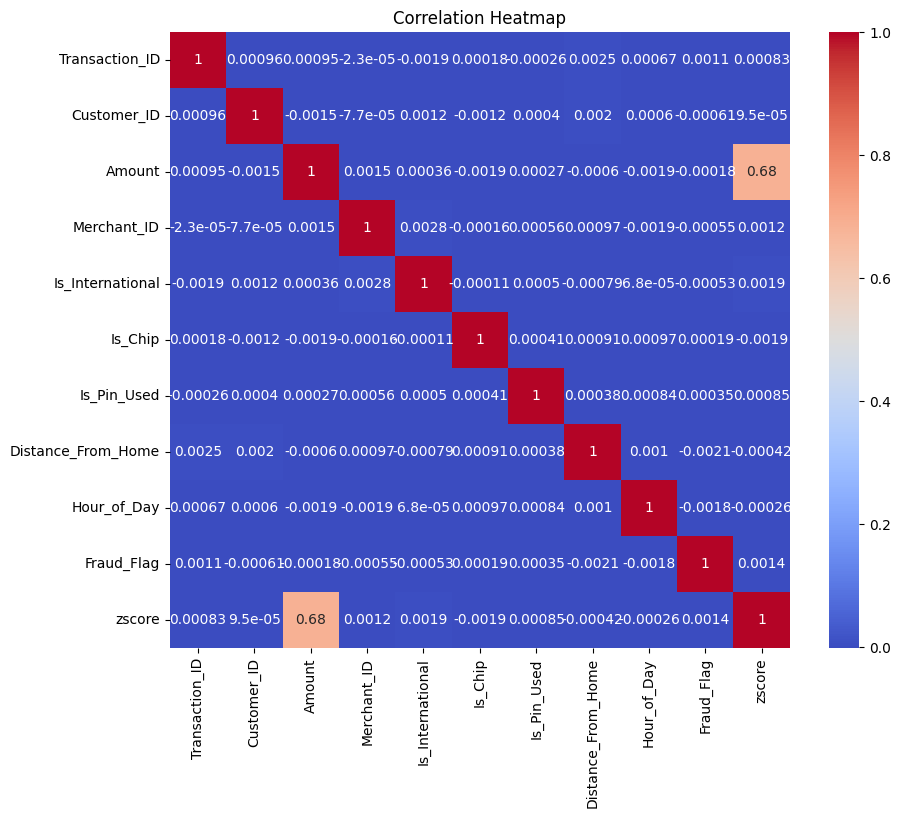 Correlation Heatmap
Transaction_ID 1 0.00096 0.00095 -2.3e-05 -0.0019 0.00018 -0.00026 0.0025 0.00067 0.0011 0.00083
Customer_ID 0.00096 1 -0.0015 -7.7e-05 0.0012 -0.0012 0.0004 0.002 0.0006 -0.00061 9.5e-05
Amount 0.00095 -0.0015 1 0.0015 0.00036 -0.0019 0.00027 -0.0006 -0.0019 -0.00018 0.68
Merchant_ID -2.3e-05 -7.7e-05 0.0015 1 0.0028 -0.00016 0.00056 0.00097 -0.0019 -0.00055 0.0012
Is_International -0.0019 0.0012 0.00036 0.0028 1 -0.00011 0.0005 -0.00079 6.8e-05 -0.00053 0.0019
Is_Chip 0.00018 -0.0012 -0.0019 -0.00016 -0.00011 1 0.00041 0.00091 0.00097 0.00019 -0.0019
Is_Pin_Used -0.00026 0.0004 0.00027 0.00056 0.0005 0.00041 1 0.00038 0.00084 0.00035 0.00085
Distance_From_Home 0.0025 0.002 -0.0006 0.00097 -0.00079 0.00091 0.00038 1 0.001 -0.0021 -0.00042
Hour_of_Day 0.00067 0.0006 -0.0019 -0.0019 6.8e-05 0.00097 0.00084 0.001 1 -0.0018 -0.00026
Fraud_Flag 0.0011 -0.00061 -0.00018 -0.00055 -0.00053 0.00019 0.00035 -0.0021 -0.0018 1 0.0014
zscore 0.00083 9.5e-05 0.68 0.0012 0.0019 -0.0019 0.00085 -0.00042 -0.00026 0.0014 1
Transaction_ID
Customer_ID
Amount
Merchant_ID
Is_International
Is_Chip
Is_Pin_Used
Distance_From_Home
Hour_of_Day
Fraud_Flag
zscore
1.0
0.8
0.6
0.4
0.2
0.0